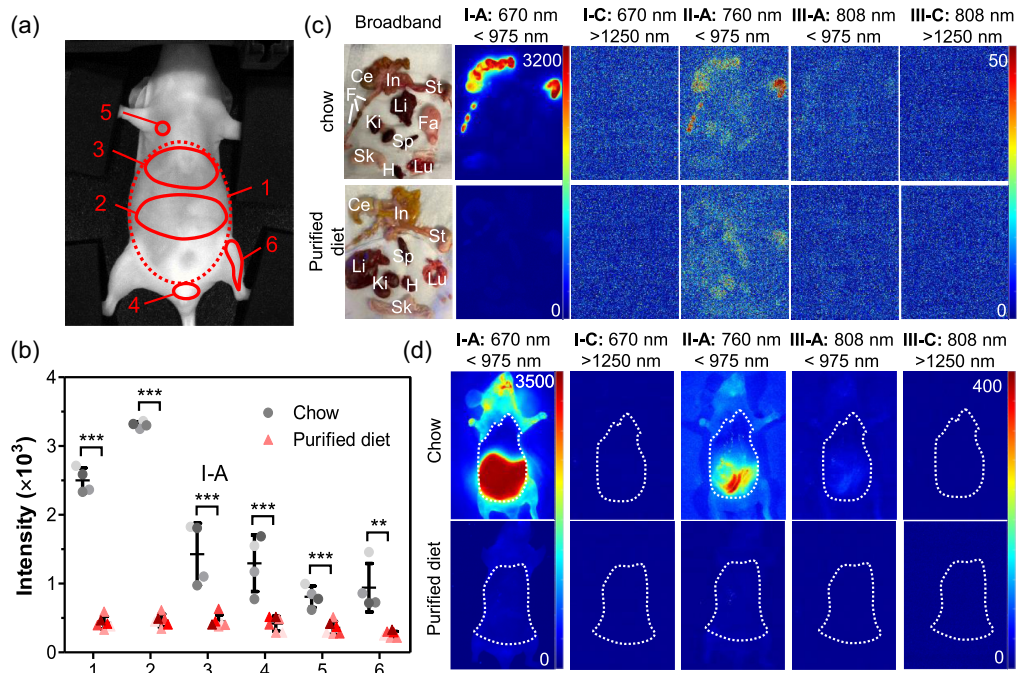 (a)
5
3
1
2
6
4
(b)
Intensity (×10³)
4
3
2
1
0
***
***
I-A
***
***
***
**
Chow
Purified diet
1 2 3 4 5 6
(c)
Broadband
I-A: 670 nm
< 975 nm
I-C: 670 nm
>1250 nm
II-A: 760 nm
< 975 nm
III-A: 808 nm
< 975 nm
III-C: 808 nm
>1250 nm
chow
Ce
In
St
F
Li
Ki
Fa
Sp
Sk
H
Lu
3200
50
Purified
diet
Ce
In
St
Sp
Li
Ki
H
Lu
Sk
0
0
(d)
I-A: 670 nm
< 975 nm
I-C: 670 nm
>1250 nm
II-A: 760 nm
< 975 nm
III-A: 808 nm
< 975 nm
III-C: 808 nm
>1250 nm
Chow
3500
400
Purified diet
0
0